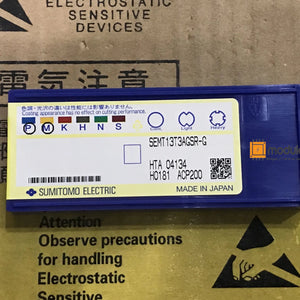 ELECTROSTATIC
SENSITIVE
DEVICES
電気注意
色調・光沢の違いは性能には影響ありません。
Coating appearance has no effect on cutting performance.
P M K H N S
Light Heavy
SEMT13T3AGSR-G
HTA 04134
H0181 ACP200
SUMITOMO ELECTRIC
MADE IN JAPAN
Attention
Observe precautions
for handling
Electrostatic
Sensitive